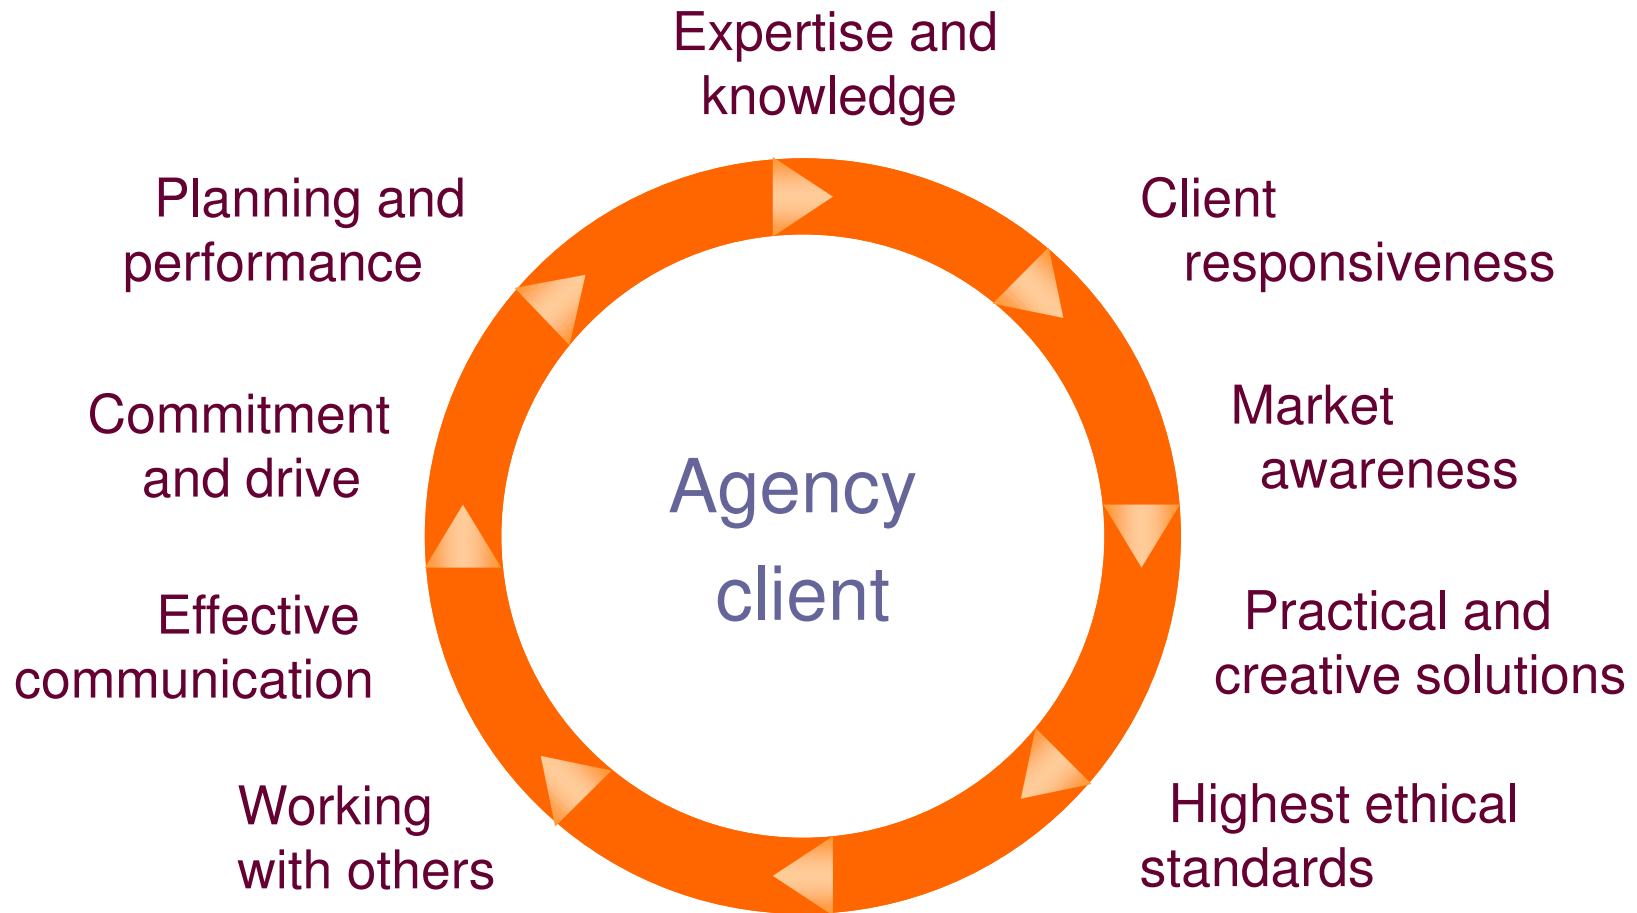 Expertise and
knowledge
Client
responsiveness
Market
awareness
Practical and
creative solutions
Highest ethical
standards
Working
with others
Effective
communication
Commitment
and drive
Planning and
performance
Agency
client